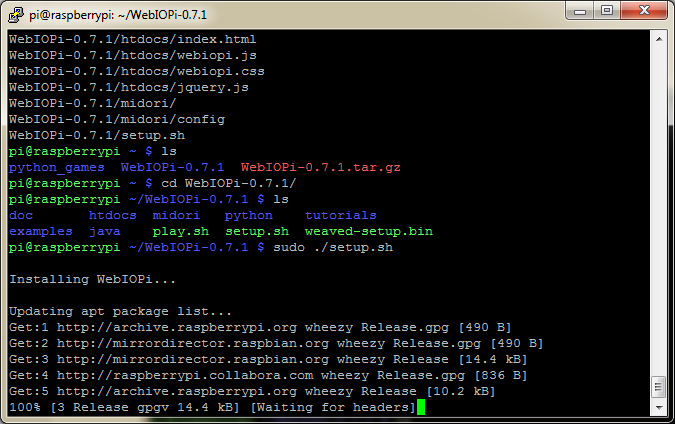 pi@raspberrypi: ~/WebIOPi-0.7.1
WebIOPi-0.7.1/htdocs/index.html
WebIOPi-0.7.1/htdocs/webiopi.js
WebIOPi-0.7.1/htdocs/webiopi.css
WebIOPi-0.7.1/htdocs/jquery.js
WebIOPi-0.7.1/midori/
WebIOPi-0.7.1/midori/config
WebIOPi-0.7.1/setup.sh
pi@raspberrypi ~ $ ls
python_games  WebIOPi-0.7.1  WebIOPi-0.7.1.tar.gz
pi@raspberrypi ~ $ cd WebIOPi-0.7.1/
pi@raspberrypi ~/WebIOPi-0.7.1 $ ls
doc       htdocs  midori   python    tutorials
examples  java    play.sh  setup.sh  weaved-setup.bin
pi@raspberrypi ~/WebIOPi-0.7.1 $ sudo ./setup.sh
Installing WebIOPi...
Updating apt package list...
Get:1 http://archive.raspberrypi.org wheezy Release.gpg [490 B]
Get:2 http://mirrordirector.raspbian.org wheezy Release.gpg [490 B]
Get:3 http://mirrordirector.raspbian.org wheezy Release [14.4 kB]
Get:4 http://raspberrypi.collabora.com wheezy Release.gpg [836 B]
Get:5 http://archive.raspberrypi.org wheezy Release [10.2 kB]
100% [3 Release gpgv 14.4 kB] [Waiting for headers]